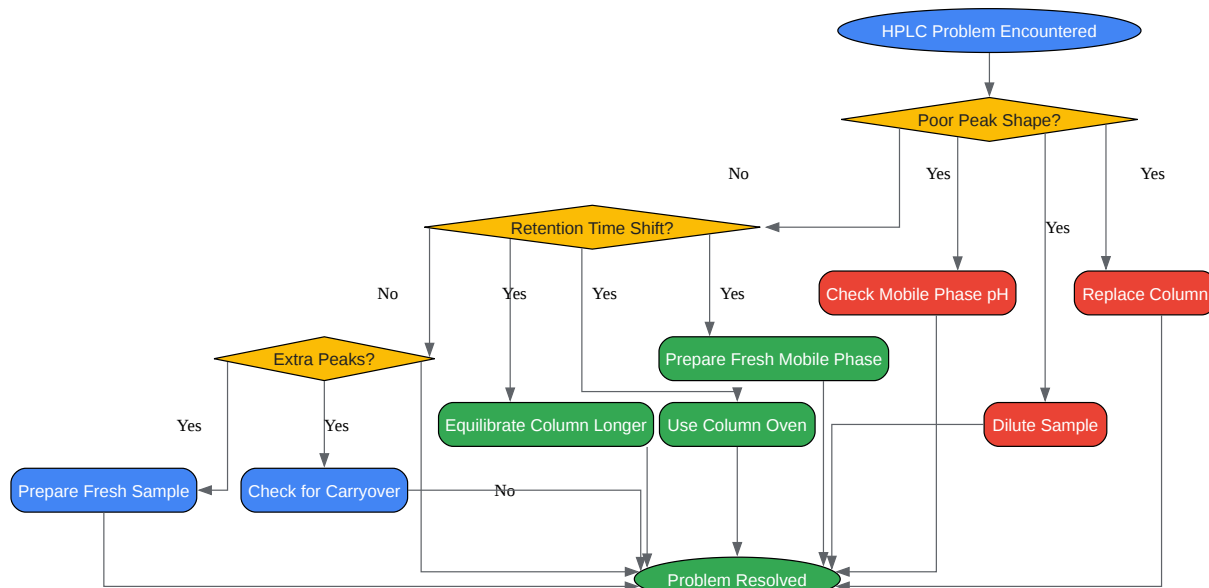 HPLC Problem Encountered
Poor Peak Shape?
No
Yes
Yes
Retention Time Shift?
Yes
No
Yes
Yes
Yes
Check Mobile Phase pH
Replace Column
Extra Peaks?
Prepare Fresh Mobile Phase
Yes
Yes
Equilibrate Column Longer
Use Column Oven
Dilute Sample
Prepare Fresh Sample
Check for Carryover
No
Problem Resolved